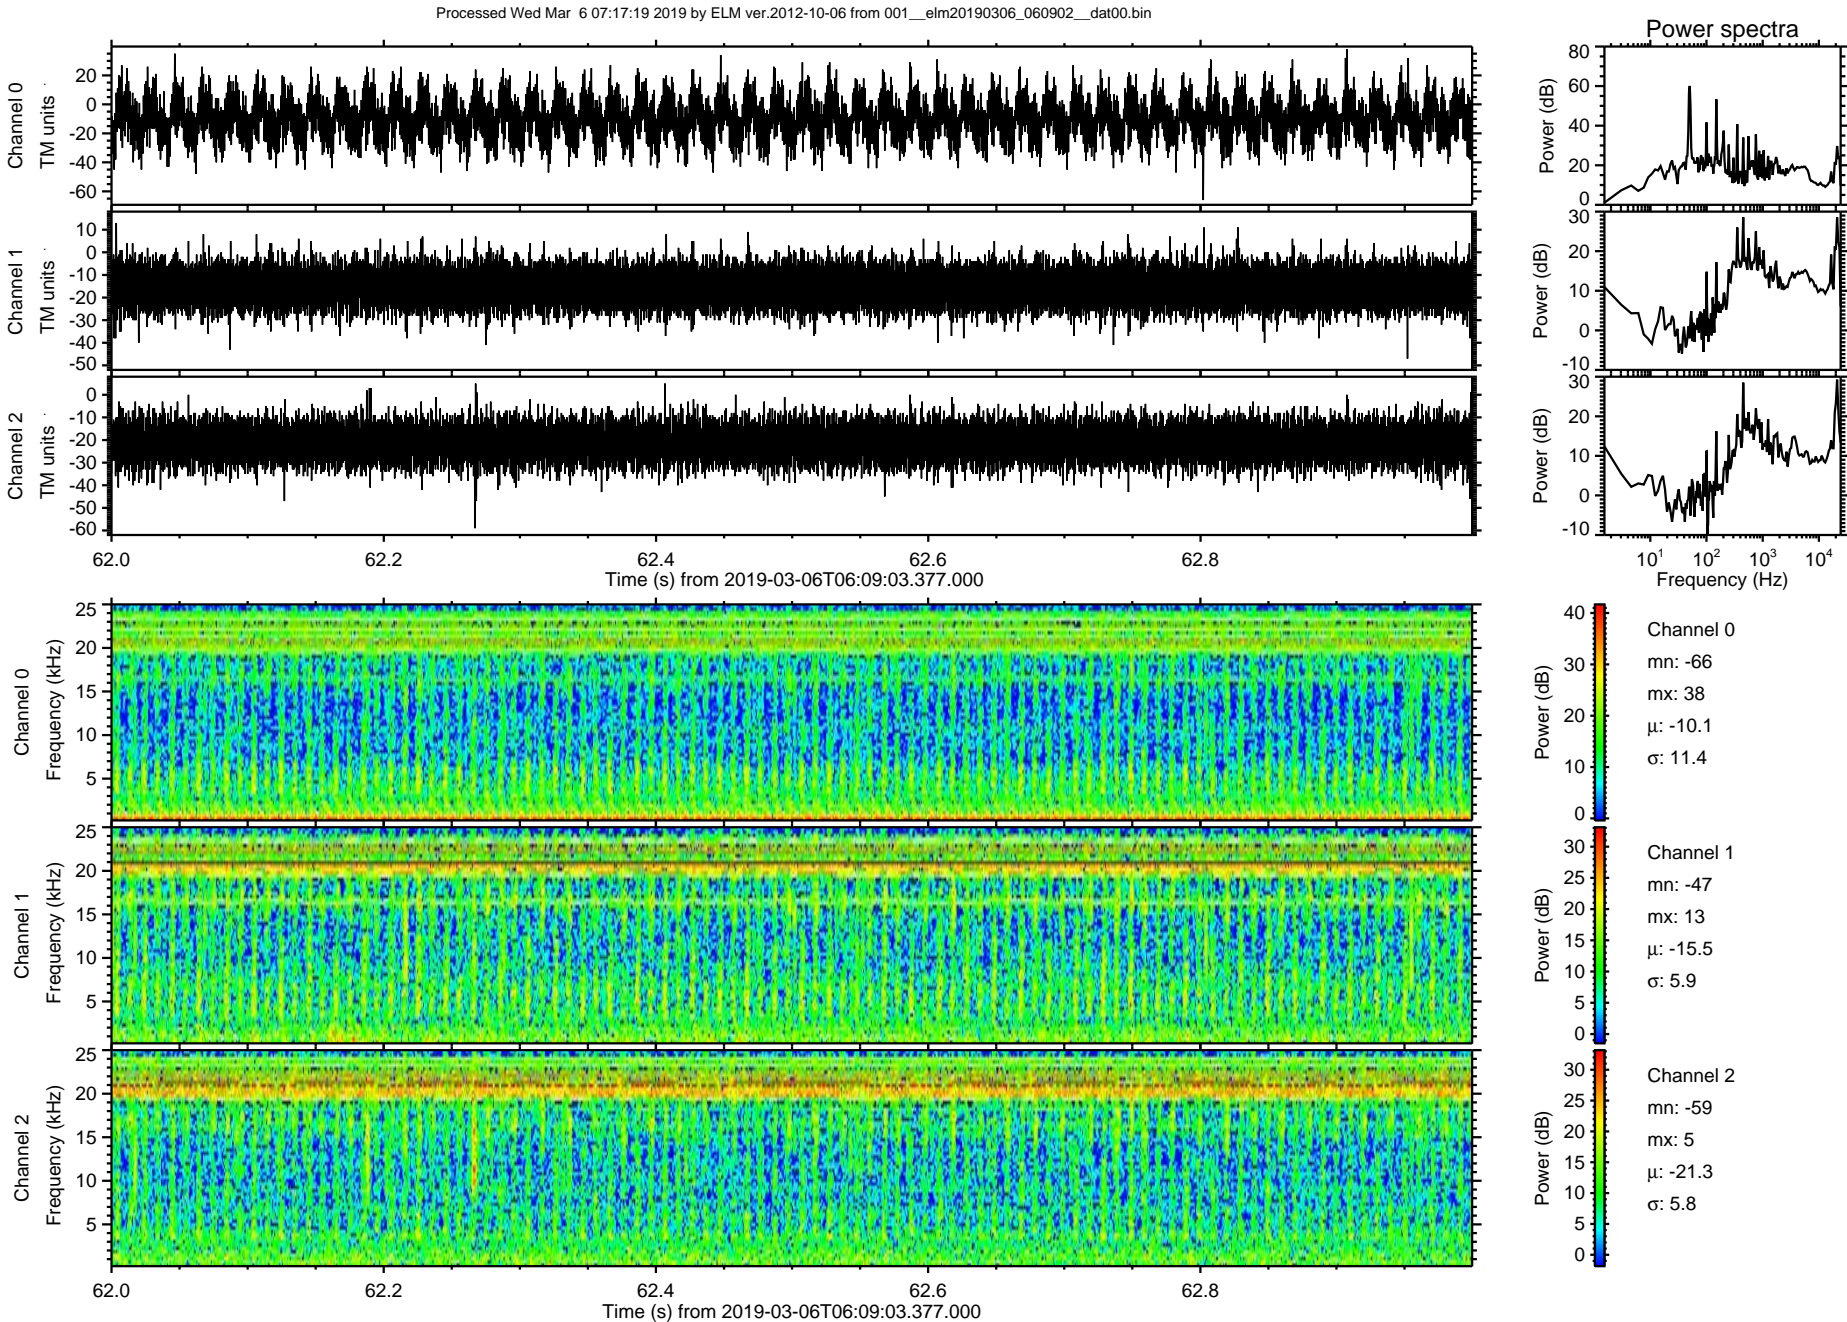 Processed Wed Mar  6 07:17:19 2019 by ELM ver.2012-10-06 from 001__elm20190306_060902__dat00.bin
Power spectra
Channel 0
TM units
20
0
-20
-40
-60
Power (dB)
80
60
40
20
0
Channel 1
TM units
10
0
-10
-20
-30
-40
-50
Power (dB)
30
20
10
0
-10
Channel 2
TM units
0
-10
-20
-30
-40
-50
-60
Power (dB)
30
20
10
0
-10
62.0 62.2 62.4 62.6 62.8
Time (s) from 2019-03-06T06:09:03.377.000
10^1 10^2 10^3 10^4
Frequency (Hz)
Channel 0
Frequency (kHz)
25
20
15
10
5
Power (dB)
40
30
20
10
0
Channel 0
mn: -66
mx: 38
μ: -10.1
σ: 11.4
Channel 1
Frequency (kHz)
25
20
15
10
5
Power (dB)
30
25
20
15
10
5
0
Channel 1
mn: -47
mx: 13
μ: -15.5
σ: 5.9
Channel 2
Frequency (kHz)
25
20
15
10
5
Power (dB)
30
25
20
15
10
5
0
Channel 2
mn: -59
mx: 5
μ: -21.3
σ: 5.8
62.0 62.2 62.4 62.6 62.8
Time (s) from 2019-03-06T06:09:03.377.000